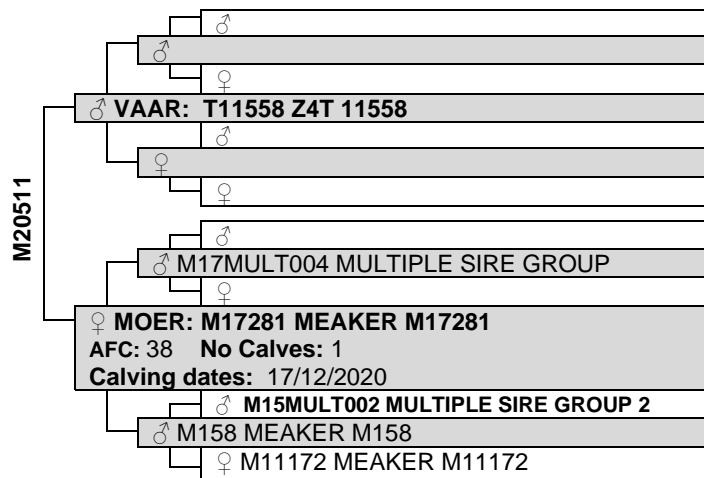 ♂
♂
♀
♂ VAAR: T11558 Z4T 11558
♂
♀
♀
M20511
♂
♂ M17MULT004 MULTIPLE SIRE GROUP
♀
♀ MOER: M17281 MEAKER M17281
AFC: 38 No Calves: 1
Calving dates: 17/12/2020
♂ M15MULT002 MULTIPLE SIRE GROUP 2
♂ M158 MEAKER M158
♀ M11172 MEAKER M11172